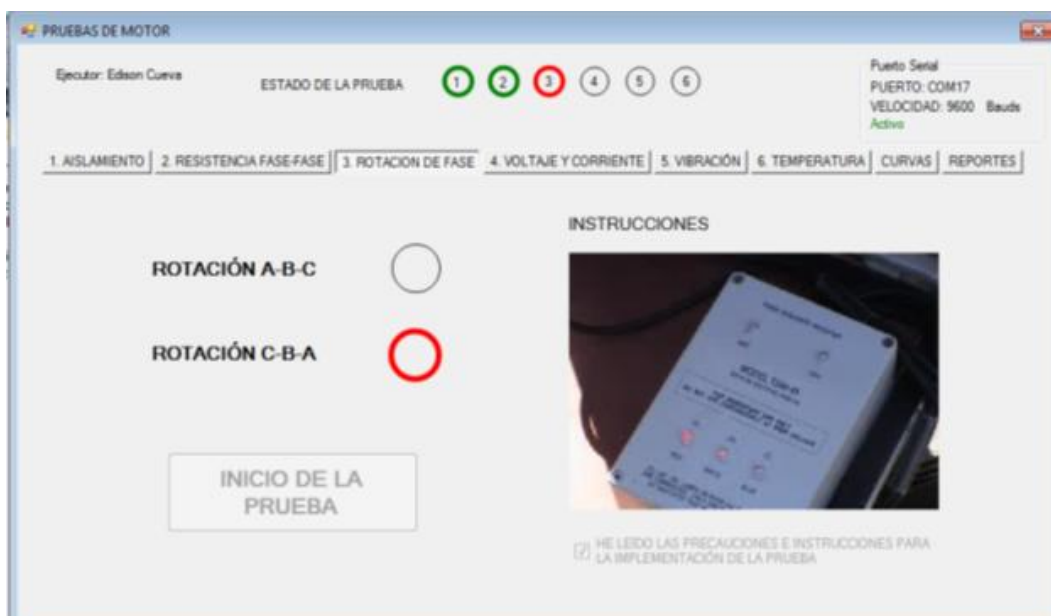 PRUEBAS DE MOTOR
Ejecutor: Edison Cueva
ESTADO DE LA PRUEBA
1 2 3 4 5 6
Puerto Serial
PUERTO: COM17
VELOCIDAD: 9600 Bauds
Activo
1. AISLAMIENTO
2. RESISTENCIA FASE-FASE
3. ROTACION DE FASE
4. VOLTAJE Y CORRIENTE
5. VIBRACIÓN
6. TEMPERATURA
CURVAS
REPORTES
INSTRUCCIONES
ROTACIÓN A-B-C
ROTACIÓN C-B-A
INICIO DE LA
PRUEBA
HE LEIDO LAS PRECAUCIONES E INSTRUCCIONES PARA
LA IMPLEMENTACIÓN DE LA PRUEBA